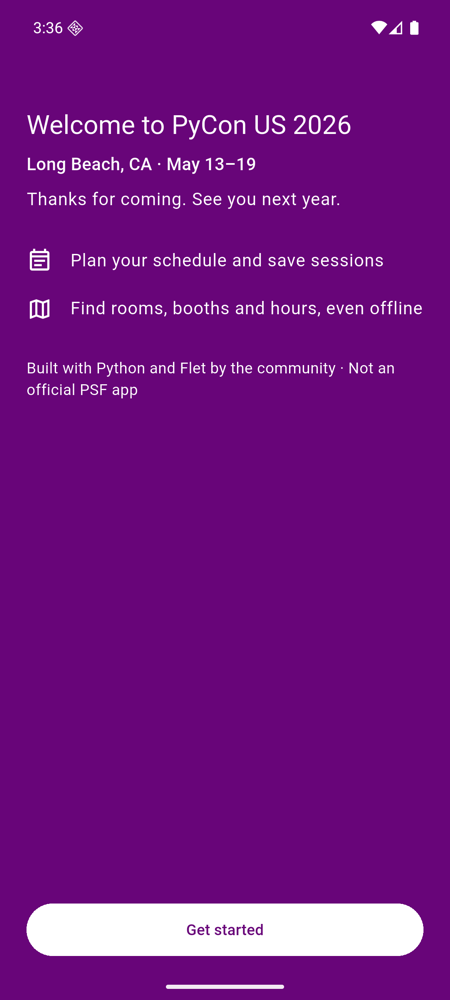 3:36
Welcome to PyCon US 2026
Long Beach, CA · May 13–19
Thanks for coming. See you next year.
Plan your schedule and save sessions
Find rooms, booths and hours, even offline
Built with Python and Flet by the community · Not an
official PSF app
Get started